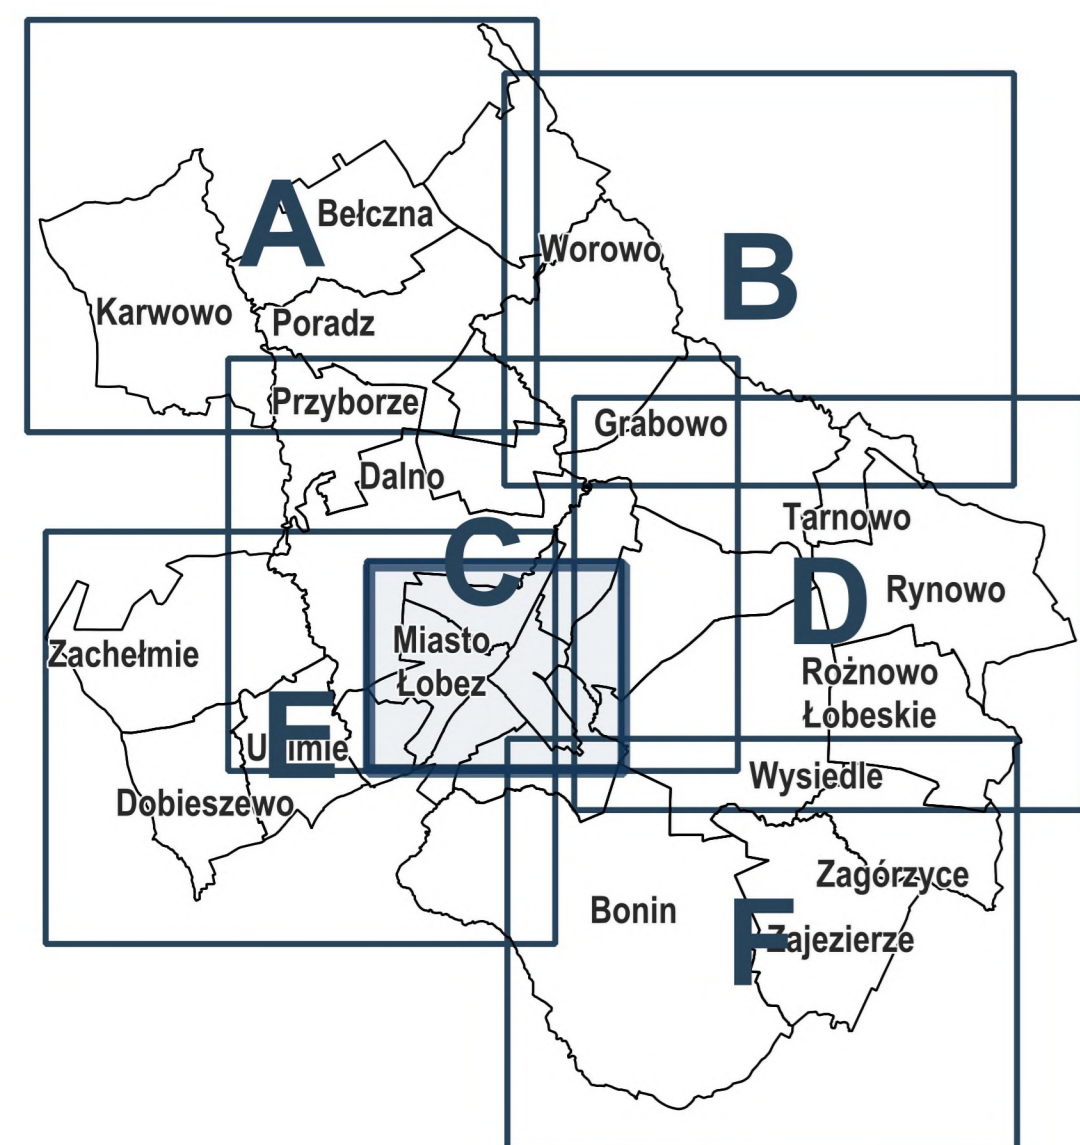 A
Bełczna
Worowo
B
Karwowo
Poradz
Przyborze
Grabowo
Dalno
Tarnowo
C
D
Rynowo
Miasto
Łobez
Zachełmie
Rożnowo
Łobeskie
E
Wysiedle
Dobieszewo
Zagórzyce
Bonin
F
Zajezierze